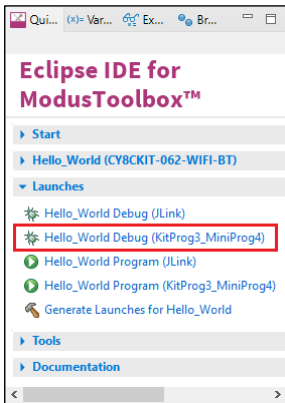 Qui... (x)= Var... Ex... Br...
Eclipse IDE for
ModusToolbox™
Start
Hello_World (CY8CKIT-062-WIFI-BT)
Launches
Hello_World Debug (JLink)
Hello_World Debug (KitProg3_MiniProg4)
Hello_World Program (JLink)
Hello_World Program (KitProg3_MiniProg4)
Generate Launches for Hello_World
Tools
Documentation